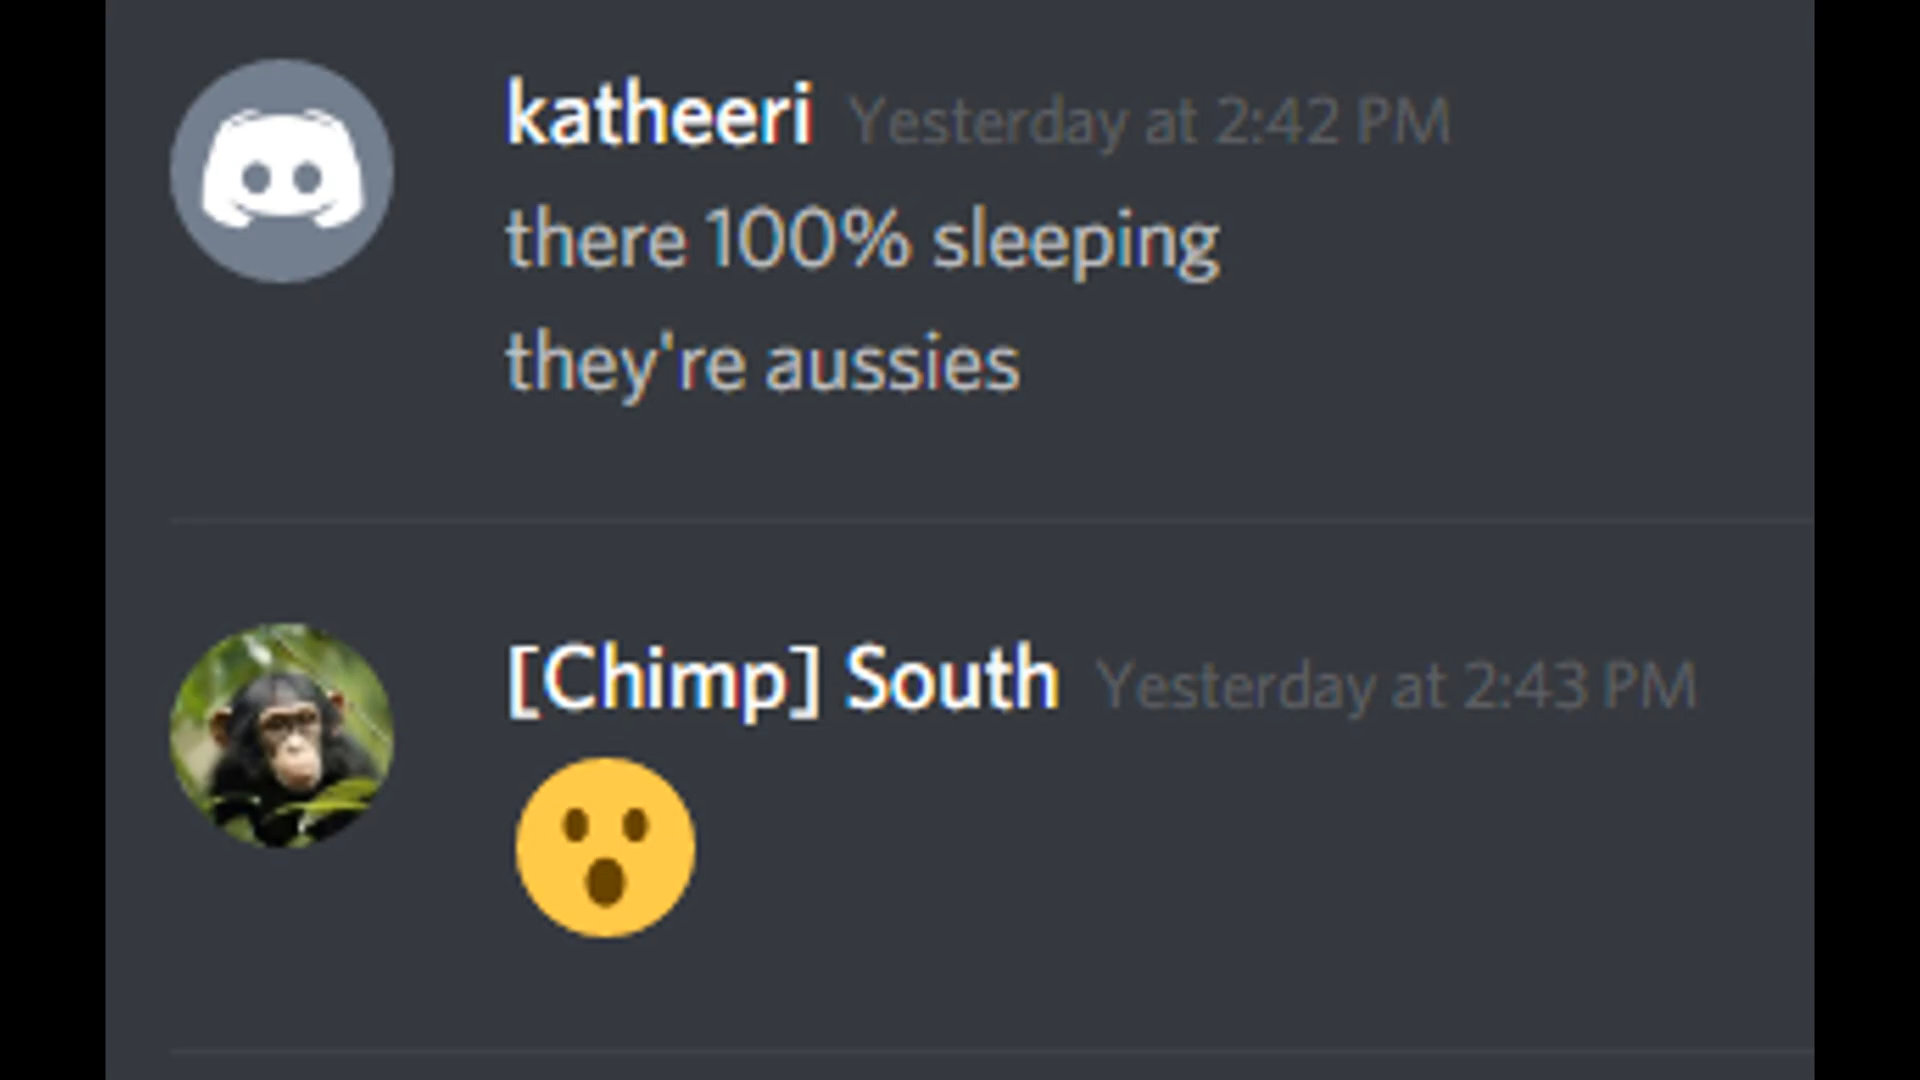 katheeri Yesterday at 2:42 PM
there 100% sleeping
they're aussies
[Chimp] South Yesterday at 2:43 PM
😮